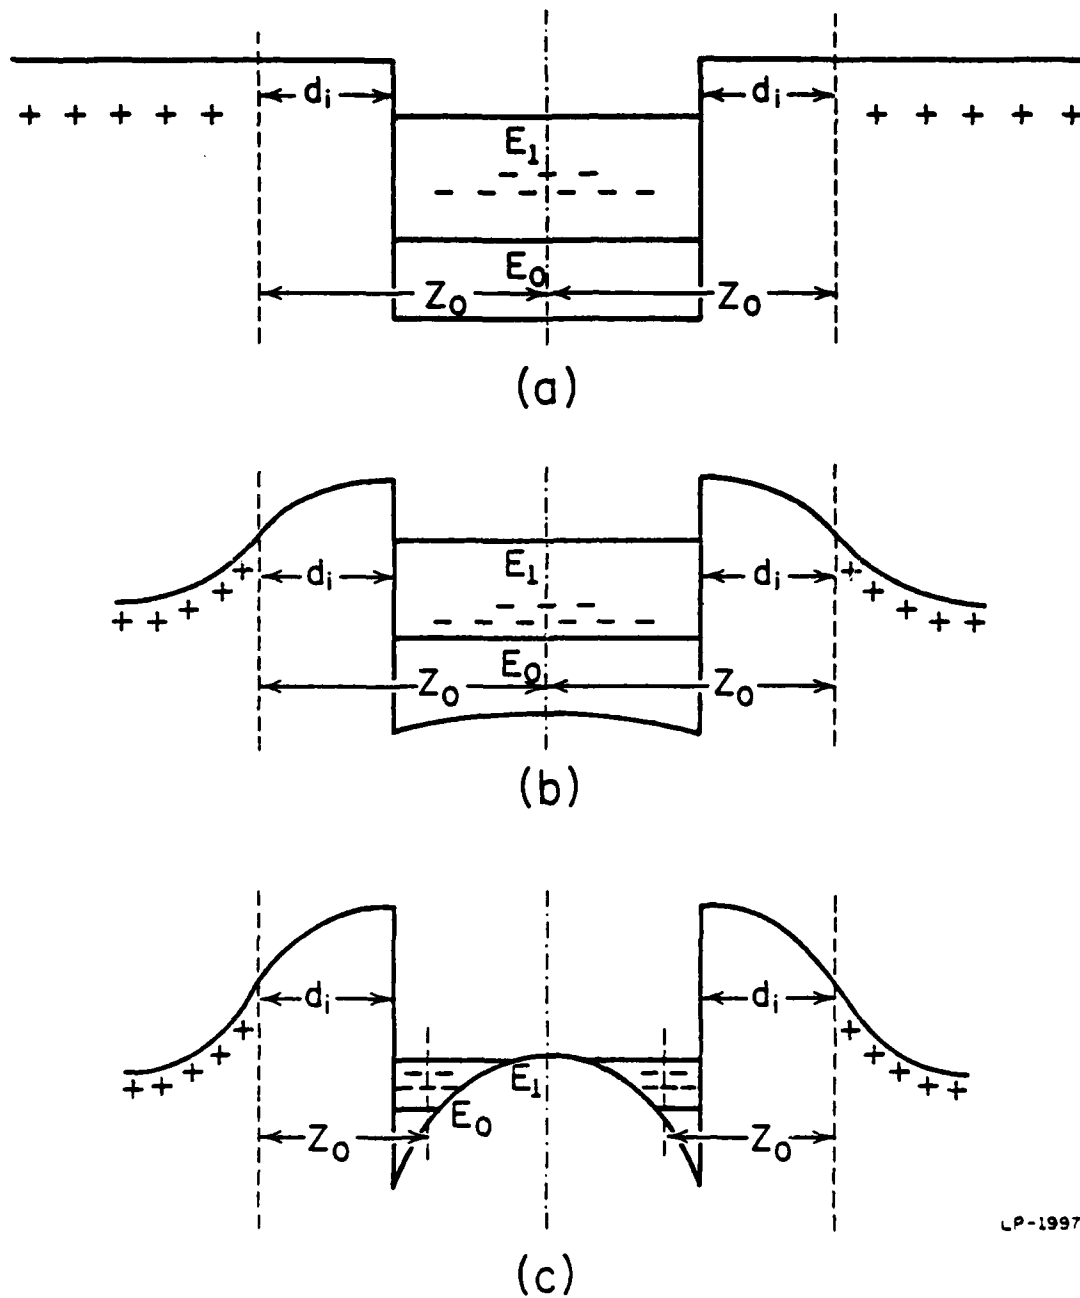 dᵢ dᵢ
+ + + + + + + + + +
E₁
E₀
Z₀ Z₀
(a)
E₁
dᵢ dᵢ
+ + + + + + + + + +
E₀
Z₀ Z₀
(b)
dᵢ dᵢ
+ + + + + + + + + +
E₁
E₀
Z₀ Z₀
LP-1997
(c)